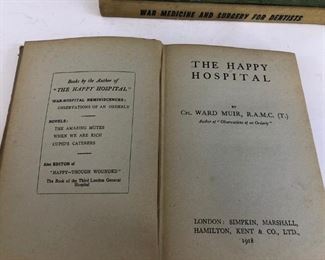 WAR MEDICINE AND SURGERY FOR DENTISTS
Books by the Author of
"THE HAPPY HOSPITAL"
WAR-HOSPITAL REMINISCENCES:
OBSERVATIONS OF AN ORDERLY
NOVELS:
THE AMAZING MUTES
WHEN WE ARE RICH
CUPID'S CATERERS
Also EDITOR of
"HAPPY—THOUGH WOUNDED"
The Book of the Third London General
Hospital
THE HAPPY
HOSPITAL
BY
CPL. WARD MUIR, R.A.M.C. (T.)
Author of "Observations of an Orderly"
LONDON: SIMPKIN, MARSHALL,
HAMILTON, KENT & CO., LTD.,
1918